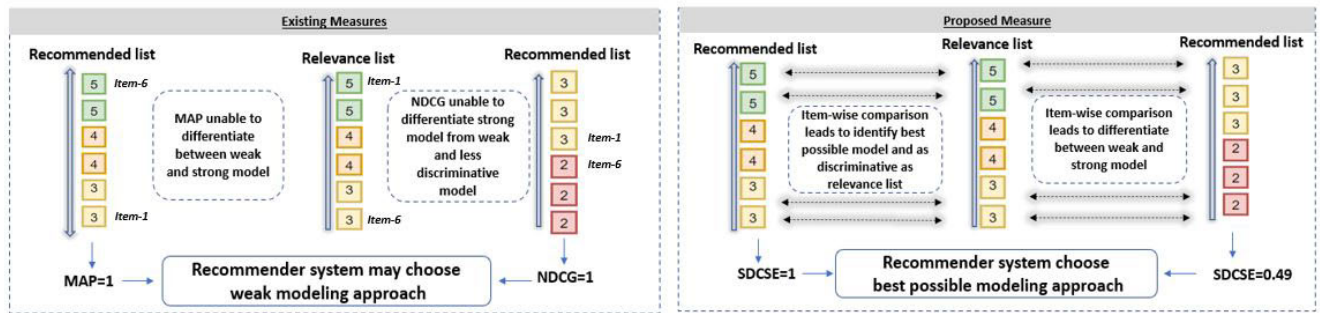 Existing Measures
Recommended list
5
5
4
4
3
3
Item-6
Item-1
MAP unable to
differentiate
between weak
and strong model
Relevance list
5
5
4
4
3
3
Item-1
Item-6
NDCG unable to
differentiate strong
model from weak
and less
discriminative
model
Recommended list
3
3
3
2
2
2
Item-1
Item-6
MAP=1
Recommender system may choose
weak modeling approach
NDCG=1
Proposed Measure
Recommended list
5
5
4
4
3
3
Item-wise comparison
leads to identify best
possible model and as
discriminative as
relevance list
Relevance list
5
5
4
4
3
3
Item-wise comparison
leads to differentiate
between weak and
strong model
Recommended list
3
3
3
2
2
2
SDCSE=1
Recommender system choose
best possible modeling approach
SDCSE=0.49